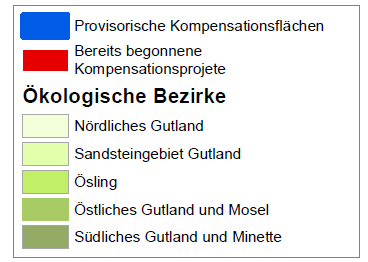 Provisorische Kompensationsflächen
Bereits begonnene
Kompensationsprojete
Ökologische Bezirke
Nördliches Gutland
Sandsteingebiet Gutland
Ösling
Östliches Gutland und Mosel
Südliches Gutland und Minette